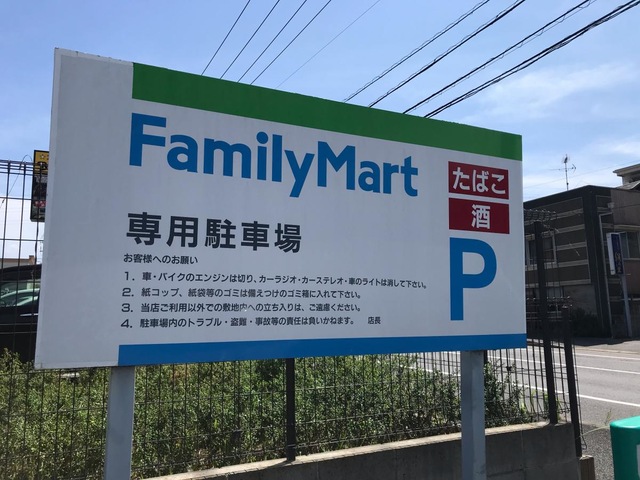 FamilyMart
たばこ
酒
専用駐車場
P
お客様へのお願い
1．車・バイクのエンジンは切り、カーラジオ・カーステレオ・車のライトは消して下さい。
2．紙コップ、紙袋等のゴミは備えつけのゴミ箱に入れて下さい。
3．当店ご利用以外での敷地内への立ち入りは、ご遠慮ください。
4．駐車場内のトラブル・盗難・事故等の責任は負いかねます。 店長